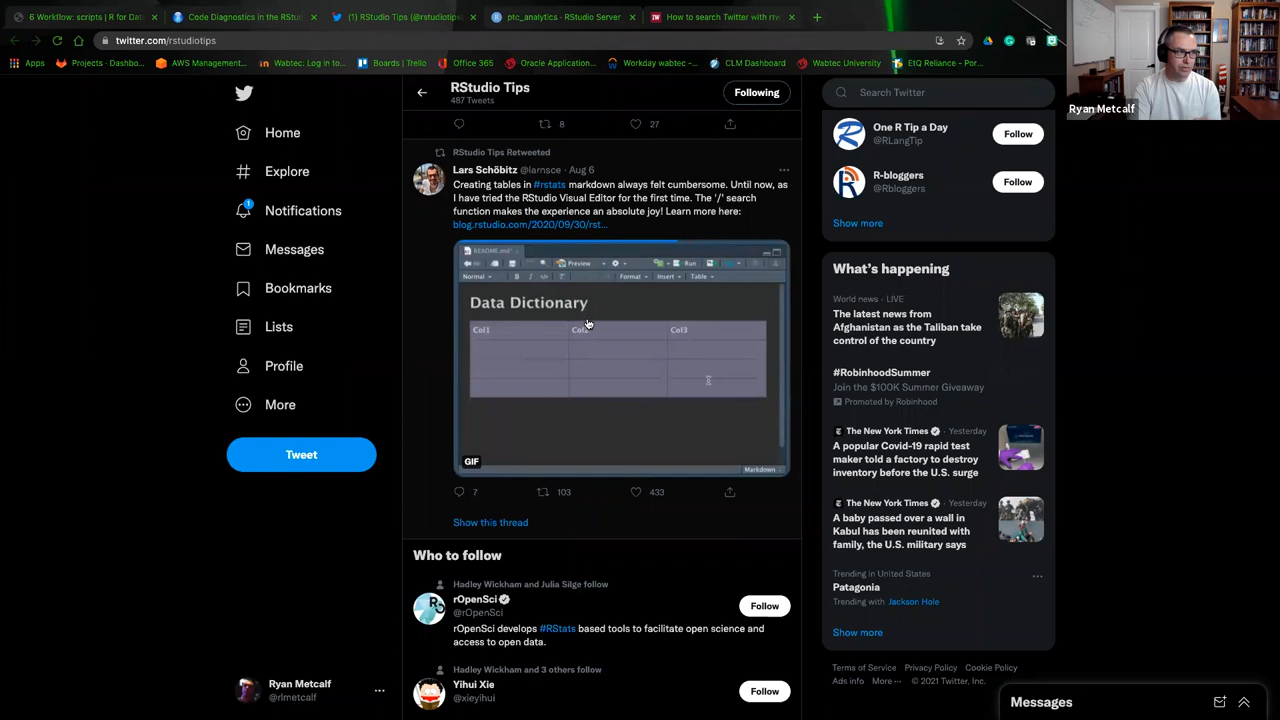 6 Workflow: scripts | R for Dat
Code Diagnostics in the RStud
(1) RStudio Tips (@rstudiotips
ptc_analytics - RStudio Server
How to search Twitter with rtw
twitter.com/rstudiotips
Apps
Projects · Dashbo...
AWS Management...
Wabtec: Log in to...
Boards | Trello
Office 365
Oracle Application...
Workday wabtec -...
CLM Dashboard
Wabtec University
EtQ Reliance - Por...
Ryan Metcalf
Home
Explore
1
Notifications
Messages
Bookmarks
Lists
Profile
More
Tweet
Ryan Metcalf
@rlmetcalf
RStudio Tips
487 Tweets
Following
8
27
RStudio Tips Retweeted
Lars Schöbitz @larnsce · Aug 6
Creating tables in #rstats markdown always felt cumbersome. Until now, as
I have tried the RStudio Visual Editor for the first time. The '/' search
function makes the experience an absolute joy! Learn more here:
blog.rstudio.com/2020/09/30/rst...
README.md*
Preview
Run
Normal
Format
Insert
Table
Data Dictionary
Col1
Col3
GIF
Markdown
7
103
433
Show this thread
Who to follow
Hadley Wickham and Julia Silge follow
rOpenSci
@rOpenSci
Follow
rOpenSci develops #RStats based tools to facilitate open science and
access to open data.
Hadley Wickham and 3 others follow
Yihui Xie
@xieyihui
Follow
Search Twitter
One R Tip a Day
@RLangTip
Follow
R-bloggers
@Rbloggers
Follow
Show more
What's happening
World news · LIVE
The latest news from
Afghanistan as the Taliban take
control of the country
#RobinhoodSummer
Join the $100K Summer Giveaway
Promoted by Robinhood
The New York Times · Yesterday
A popular Covid-19 rapid test
maker told a factory to destroy
inventory before the U.S. surge
The New York Times · Yesterday
A baby passed over a wall in
Kabul has been reunited with
family, the U.S. military says
Trending in United States
Patagonia
Trending with Jackson Hole
Show more
Terms of Service Privacy Policy Cookie Policy
Ads info More ··· © 2021 Twitter, Inc.
Messages